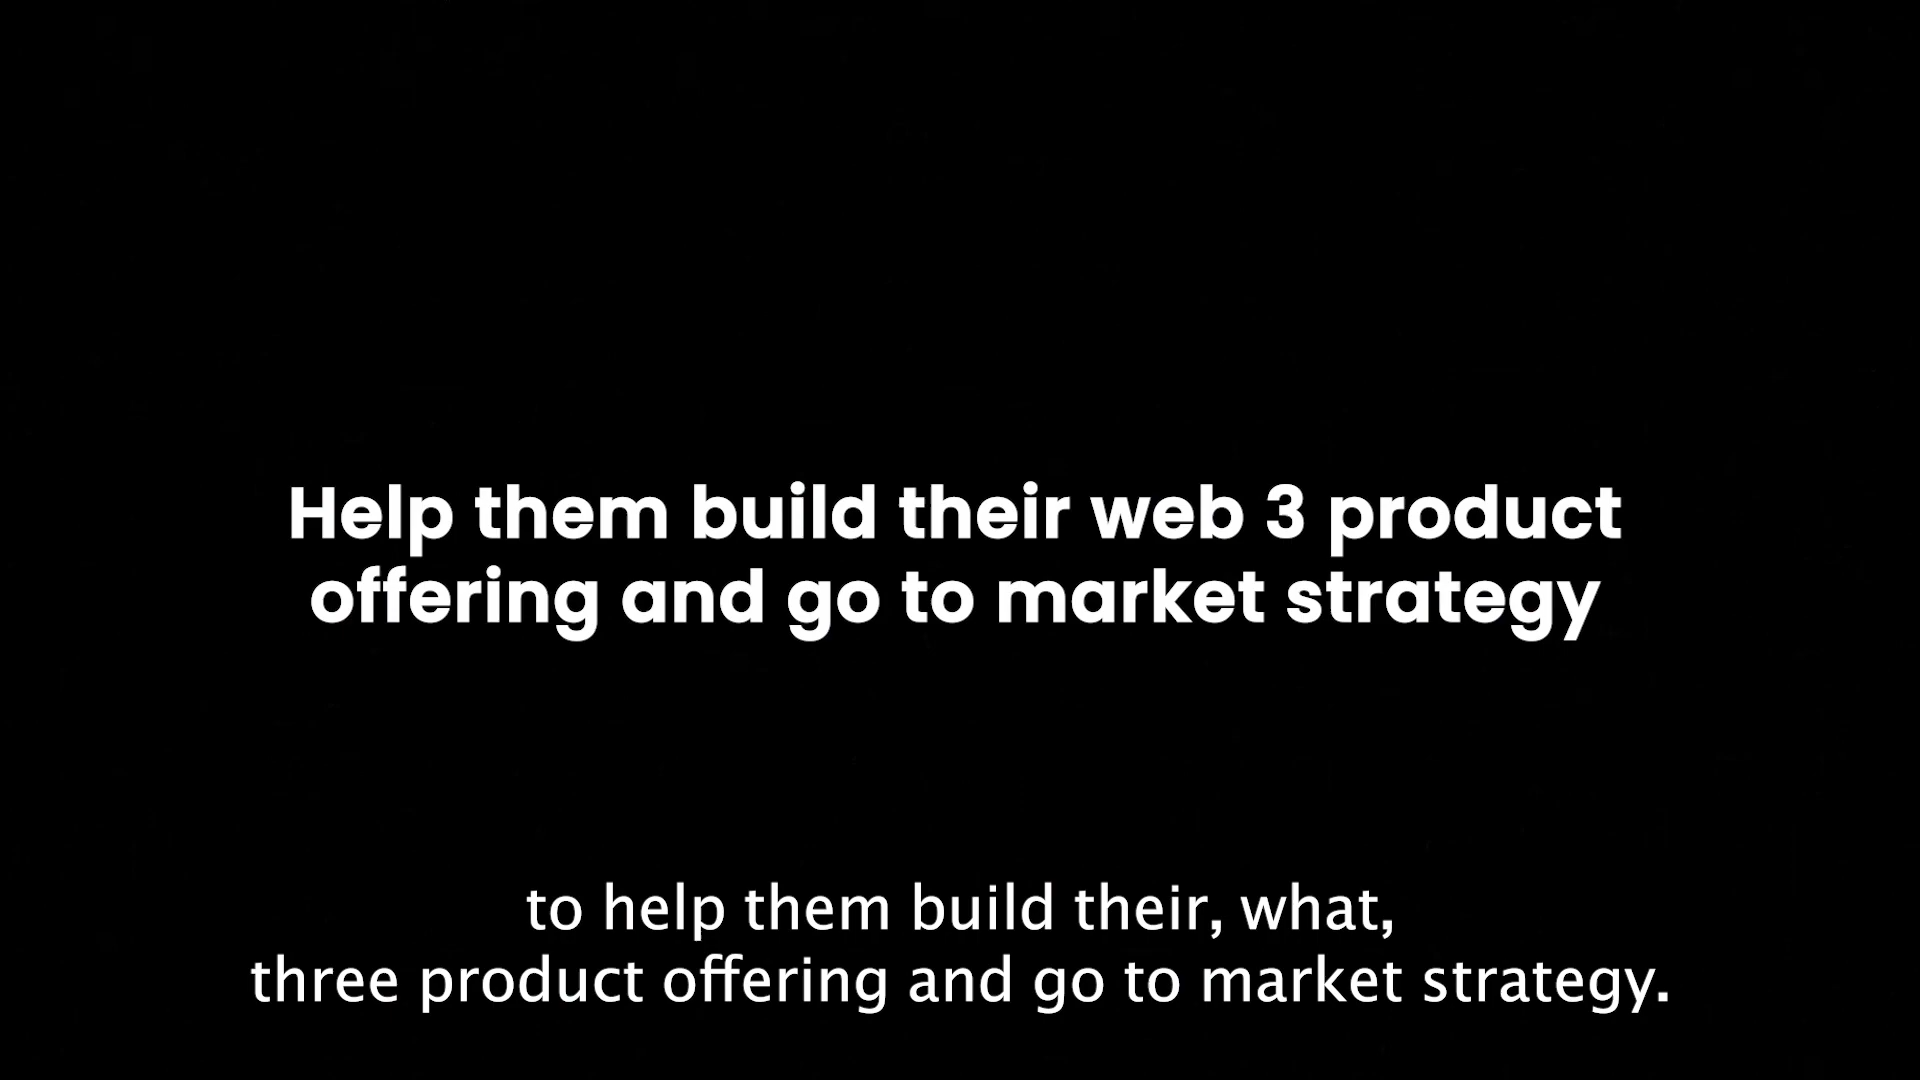 Help them build their web 3 product
offering and go to market strategy
to help them build their, what,
three product offering and go to market strategy.